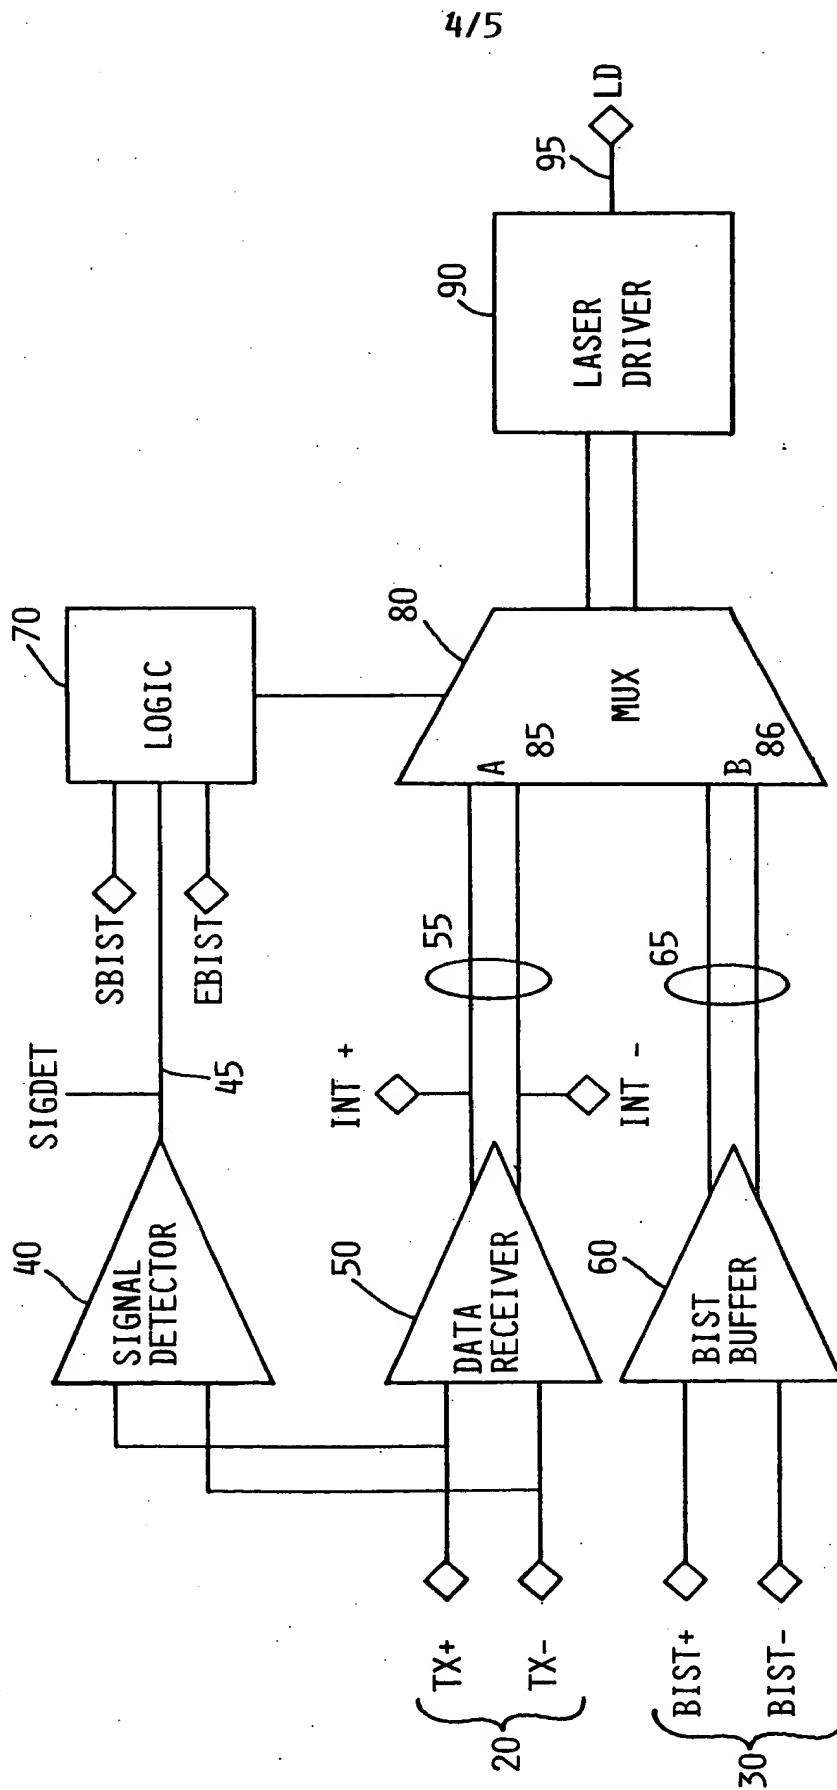 4/5
70
LOGIC
SIGDET
SBIST
EBIST
45
40
SIGNAL
DETECTOR
80
90
LASER
DRIVER
95
LD
MUX
A
85
B
86
INT +
INT -
55
50
DATA
RECEIVER
TX+
TX-
20
65
60
BIST
BUFFER
BIST+
BIST-
30